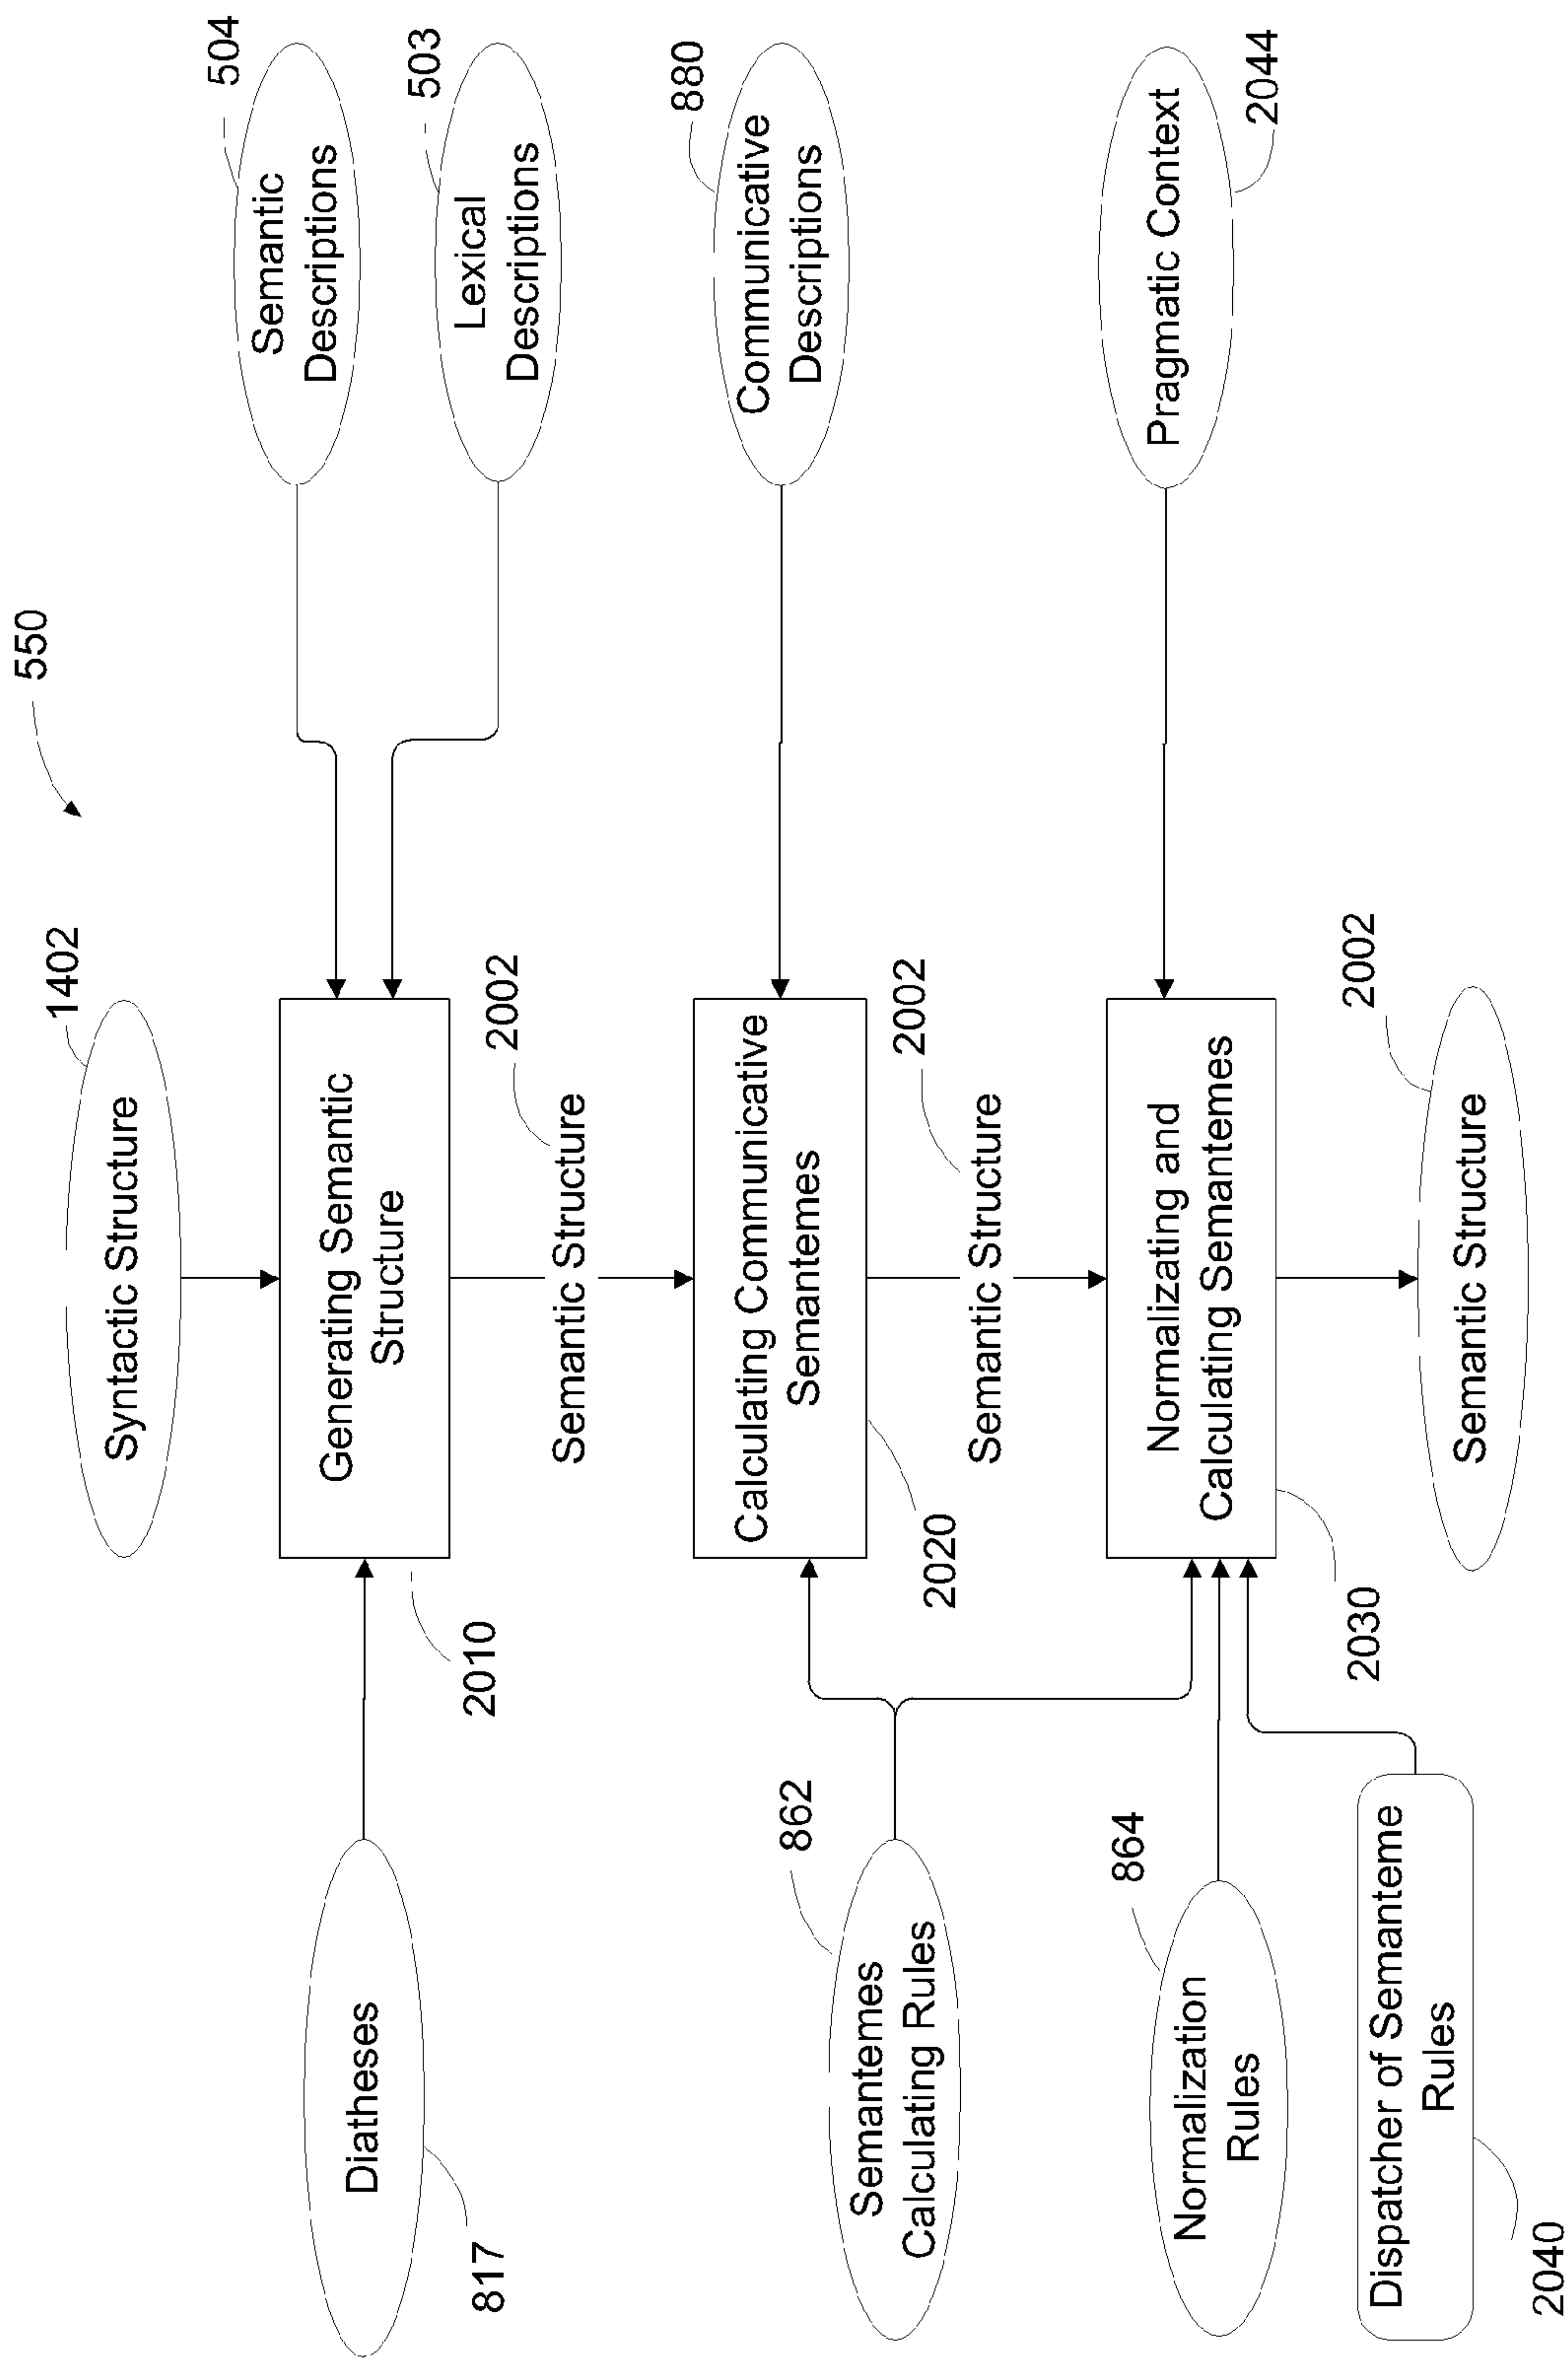 550
Syntactic Structure
1402
Diatheses
817
Generating Semantic
Structure
2010
Semantic
Descriptions
504
Lexical
Descriptions
503
Semantic Structure
2002
Semantemes
Calculating Rules
862
Calculating Communicative
Semantemes
2020
Communicative
Descriptions
880
Semantic Structure
2002
Normalization
Rules
864
Dispatcher of Semanteme
Rules
2040
Normalizating and
Calculating Semantemes
2030
Pragmatic Context
2044
Semantic Structure
2002